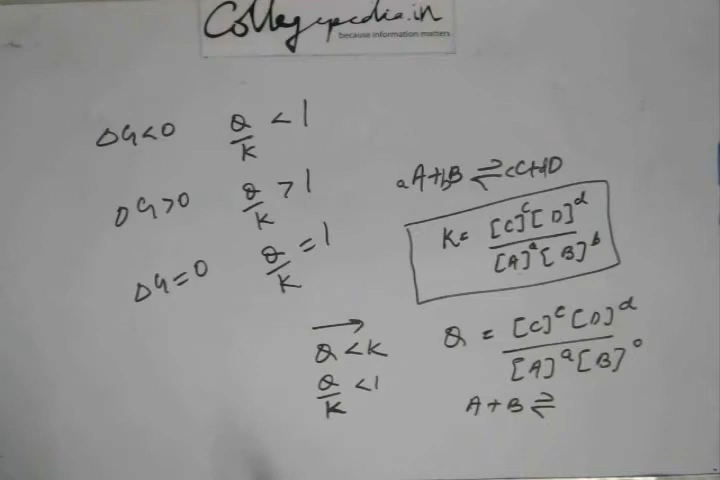 Collegepedia.in
because information matters
ΔG<0 Q/K < 1
ΔG>0 Q/K > 1
ΔG=0 Q/K = 1
aA+bB ⇌ cC+dD
K= [C]^c [D]^d / [A]^a [B]^b
→
Q<K
Q/K <1
Q = [C]^c [D]^d / [A]^a [B]^o
A+B ⇌